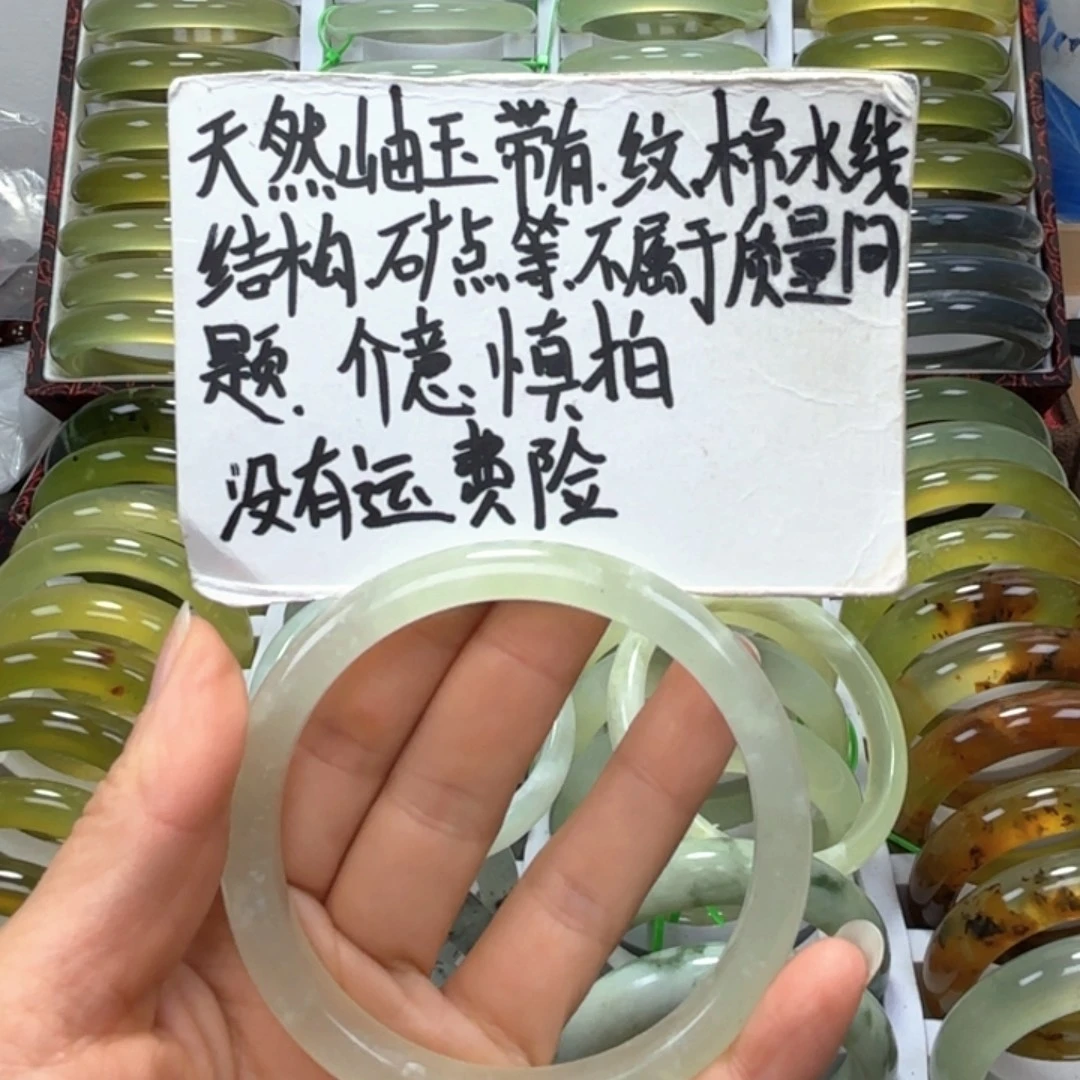 天然岫玉带有.纹.棉.水线
结构.矿点等.不属于质量问
题.介意.慎拍
没有运费险